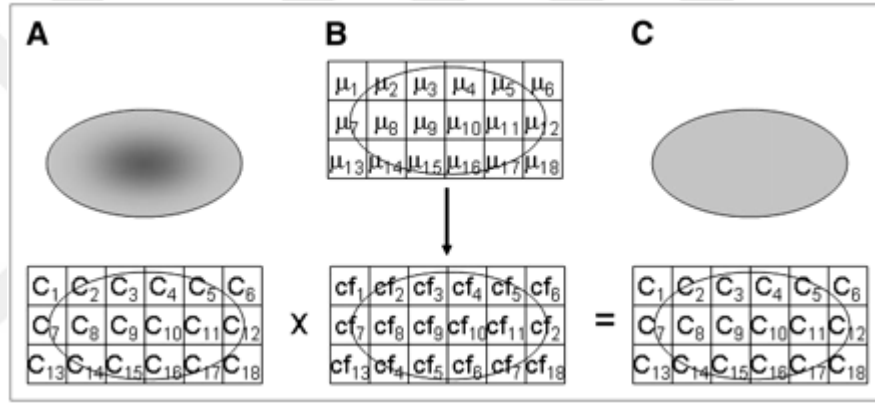 A B C
μ1 μ2 μ3 μ4 μ5 μ6
μ7 μ8 μ9 μ10 μ11 μ12
μ13 μ14 μ15 μ16 μ17 μ18
C1 C2 C3 C4 C5 C6
C7 C8 C9 C10 C11 C12
C13 C14 C15 C16 C17 C18
x
cf1 cf2 cf3 cf4 cf5 cf6
cf7 cf8 cf9 cf10 cf11 cf2
cf13 cf4 cf5 cf6 cf7 cf18
=
C1 C2 C3 C4 C5 C6
C7 C8 C9 C10 C11 C12
C13 C14 C15 C16 C17 C18